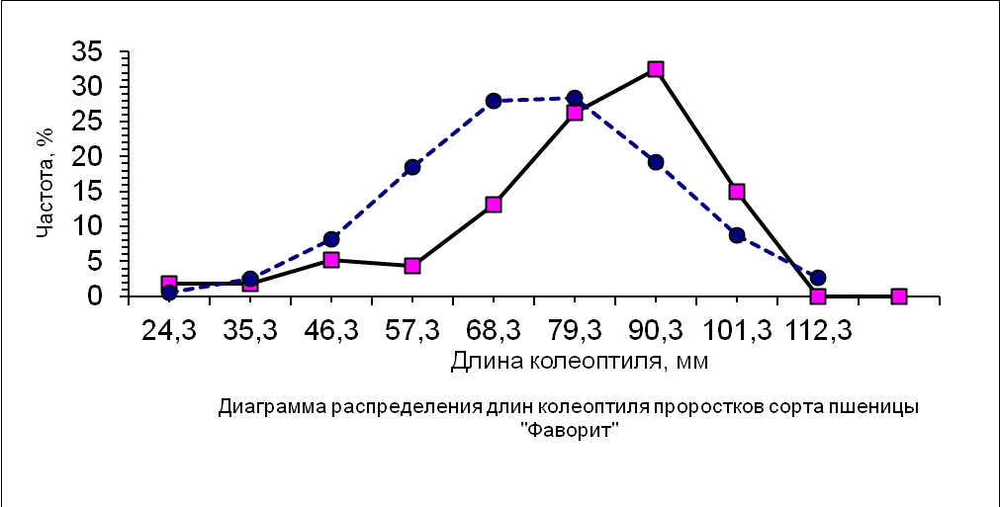 35
30
25
20
15
10
5
0
Частота, %
24,3 35,3 46,3 57,3 68,3 79,3 90,3 101,3 112,3
Длина колеоптиля, мм
Диаграмма распределения длин колеоптиля проростков сорта пшеницы
"Фаворит"